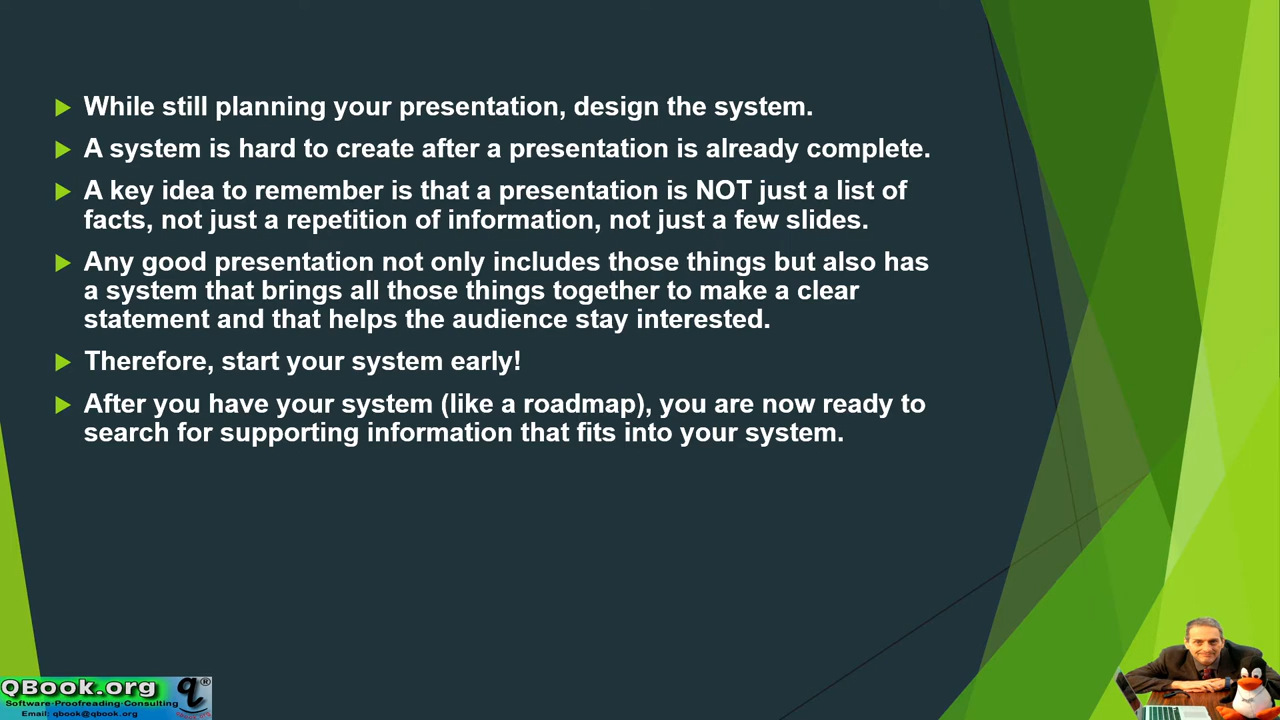 While still planning your presentation, design the system.
A system is hard to create after a presentation is already complete.
A key idea to remember is that a presentation is NOT just a list of
facts, not just a repetition of information, not just a few slides.
Any good presentation not only includes those things but also has
a system that brings all those things together to make a clear
statement and that helps the audience stay interested.
Therefore, start your system early!
After you have your system (like a roadmap), you are now ready to
search for supporting information that fits into your system.
QBook.org q®
Software·Proofreading·Consulting
Email: qbook@qbook.org